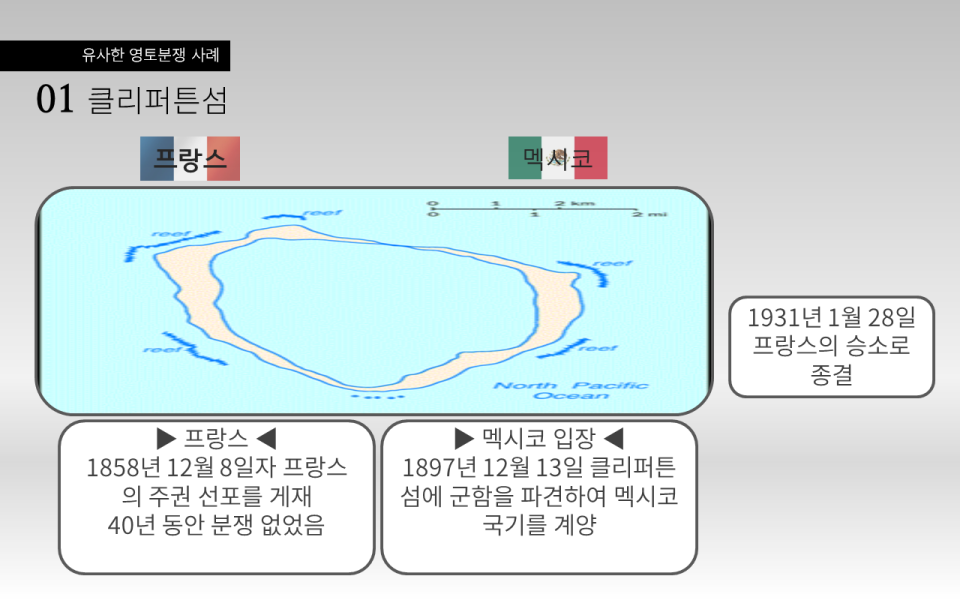 유사한 영토분쟁 사례
01 클리퍼튼섬
프랑스
멕시코
0 1 2 km
0 1 2 mi
reef
reef
reef
reef
reef
North Pacific
Ocean
1931년 1월 28일
프랑스의 승소로
종결
▶ 프랑스 ◀
1858년 12월 8일자 프랑스
의 주권 선포를 게재
40년 동안 분쟁 없었음
▶ 멕시코 입장 ◀
1897년 12월 13일 클리퍼튼
섬에 군함을 파견하여 멕시코
국기를 계양